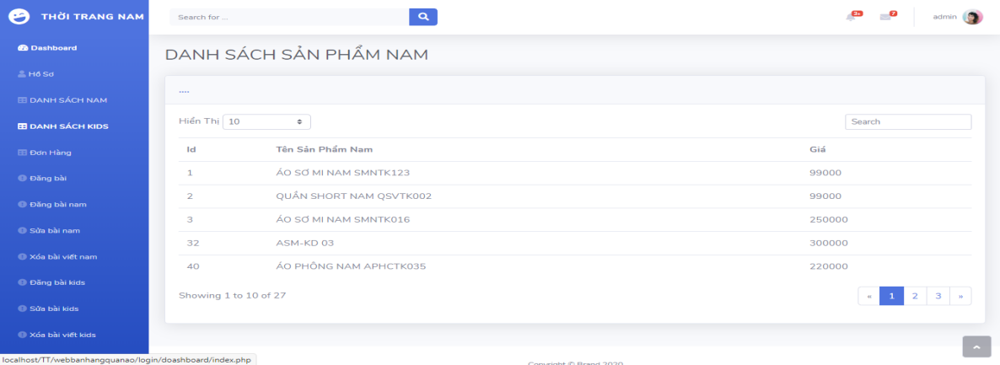 THỜI TRANG NAM
Search for ...
3+
7
admin
Dashboard
Hồ Sơ
DANH SÁCH NAM
DANH SÁCH KIDS
Đơn Hàng
Đăng bài
Đăng bài nam
Sửa bài nam
Xóa bài viết nam
Đăng bài kids
Sửa bài kids
Xóa bài viết kids
DANH SÁCH SẢN PHẨM NAM
....
Hiển Thị 10
Search
Id Tên Sản Phẩm Nam Giá
1 ÁO SƠ MI NAM SMNTK123 99000
2 QUẦN SHORT NAM QSVTK002 99000
3 ÁO SƠ MI NAM SMNTK016 250000
32 ASM-KD 03 300000
40 ÁO PHÔNG NAM APHCTK035 220000
Showing 1 to 10 of 27
« 1 2 3 »
localhost/TT/webbanhangquanao/login/doashboard/index.php
Copyright © Brand 2020